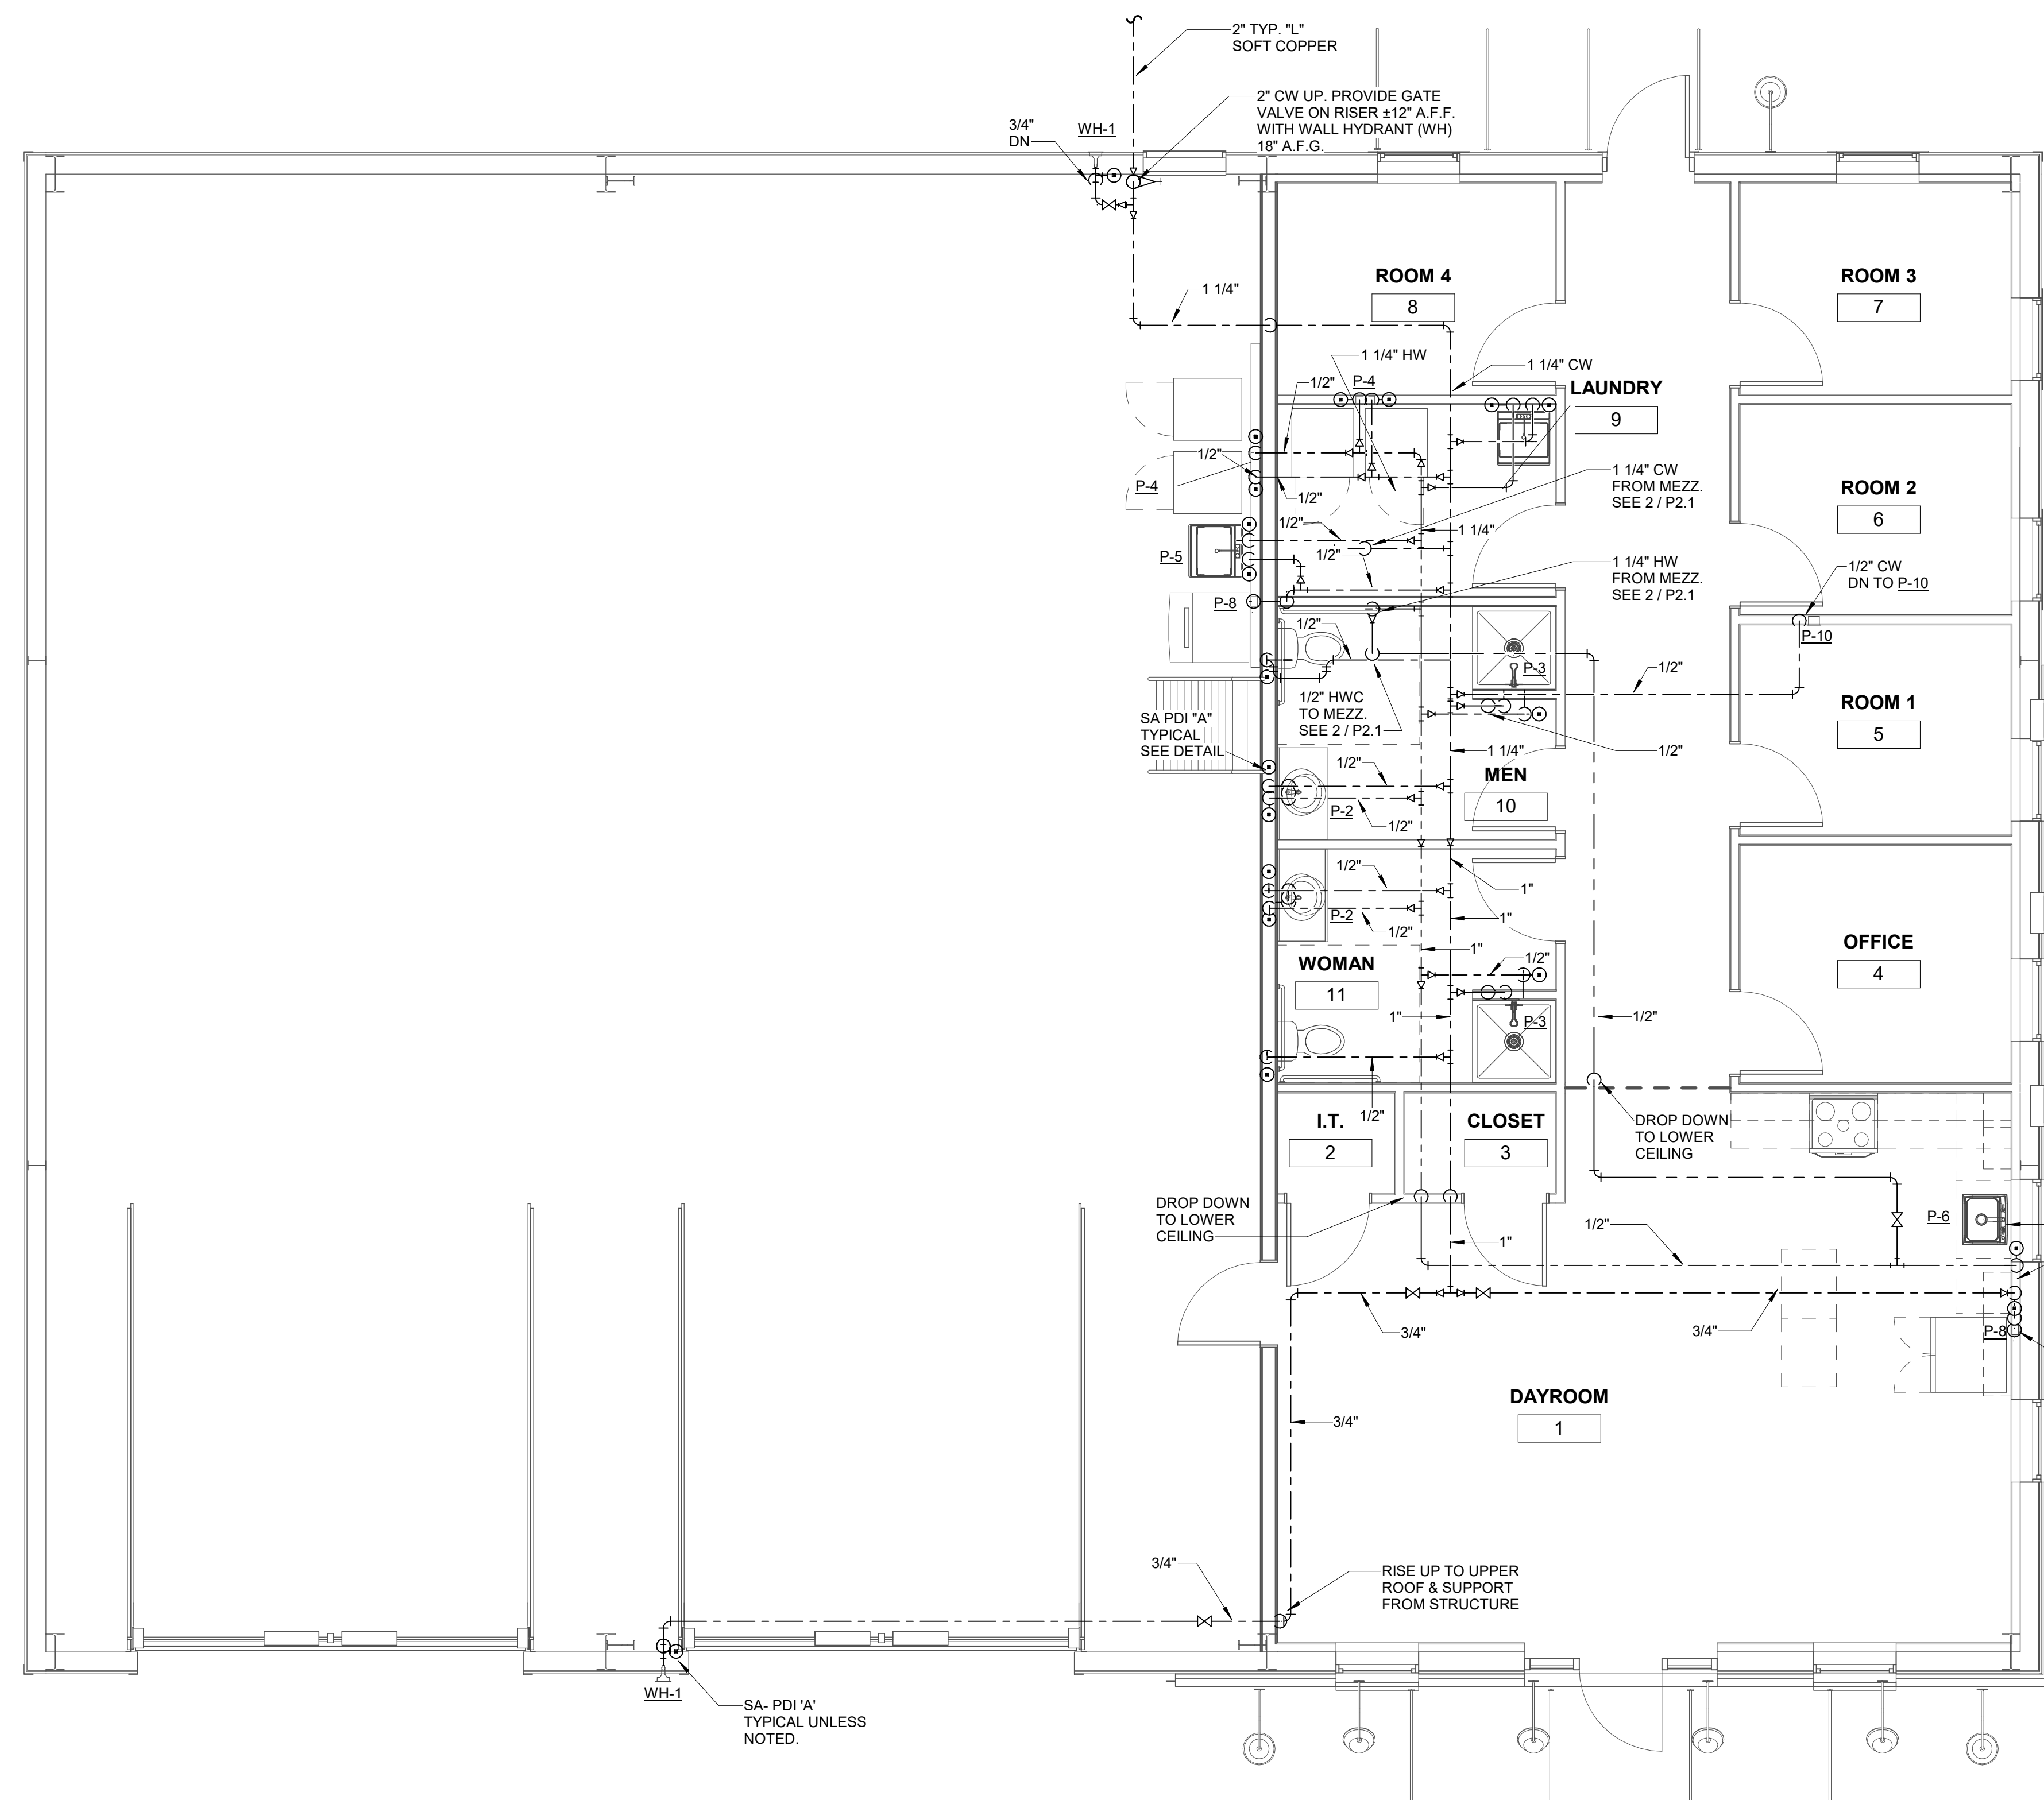 2" TYP. "L"
SOFT COPPER
2" CW UP. PROVIDE GATE
VALVE ON RISER ±12" A.F.F.
WITH WALL HYDRANT (WH)
18" A.F.G.
3/4"
DN
WH-1
ROOM 4
8
ROOM 3
7
1 1/4"
1 1/4" HW
1 1/4" CW
1/2"
P-4
LAUNDRY
9
1/2"
P-4
1/2"
1 1/4" CW
FROM MEZZ.
SEE 2 / P2.1
ROOM 2
6
1/2"
1 1/4"
1/2"
P-5
1 1/4" HW
FROM MEZZ.
SEE 2 / P2.1
1/2" CW
DN TO P-10
P-8
1/2"
P-10
P-3
1/2"
1/2" HWC
TO MEZZ.
SEE 2 / P2.1
ROOM 1
5
SA PDI "A"
TYPICAL
SEE DETAIL
1 1/4"
1/2"
1/2"
MEN
10
P-2
1/2"
1/2"
1"
P-2
1"
1/2"
1"
OFFICE
4
WOMAN
11
1/2"
1"
P-3
1/2"
I.T.
2
1/2"
CLOSET
3
DROP DOWN
TO LOWER
CEILING
DROP DOWN
TO LOWER
CEILING
P-6
1/2"
1"
3/4"
3/4"
P-8
DAYROOM
1
3/4"
3/4"
RISE UP TO UPPER
ROOF & SUPPORT
FROM STRUCTURE
WH-1
SA- PDI 'A'
TYPICAL UNLESS
NOTED.